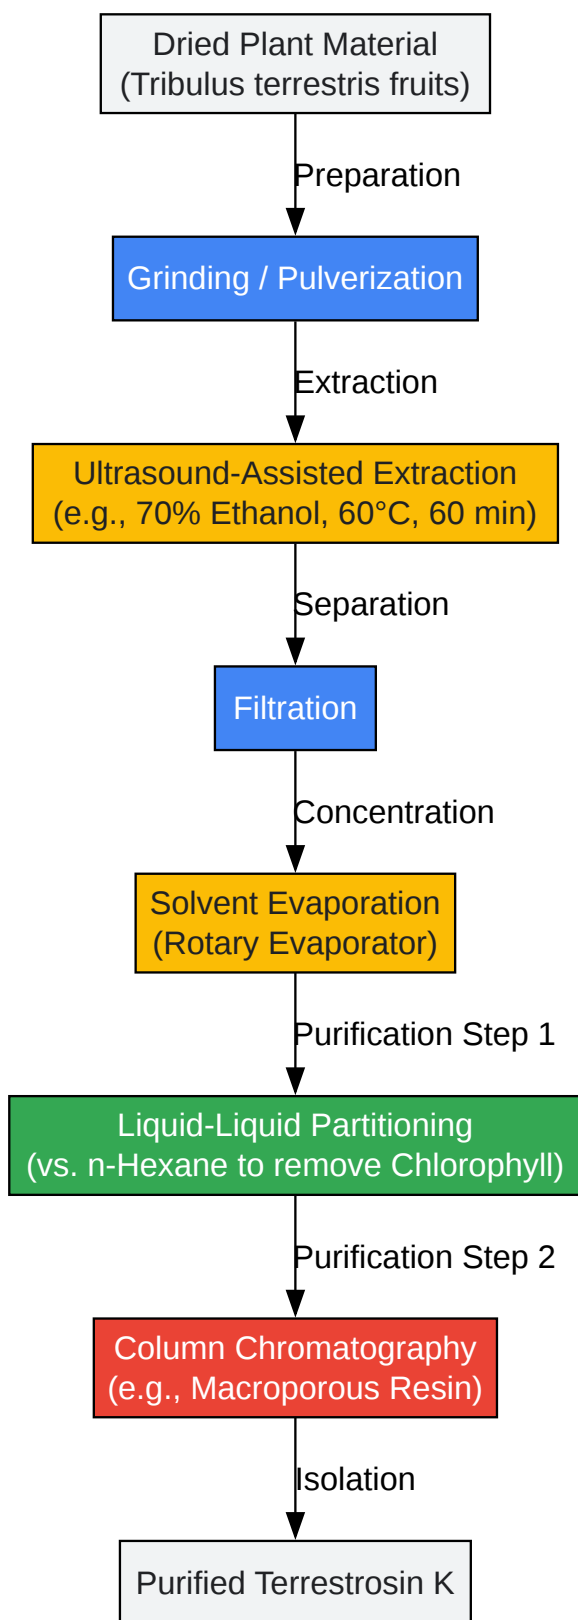 Dried Plant Material
(Tribulus terrestris fruits)
Preparation
Grinding / Pulverization
Extraction
Ultrasound-Assisted Extraction
(e.g., 70% Ethanol, 60°C, 60 min)
Separation
Filtration
Concentration
Solvent Evaporation
(Rotary Evaporator)
Purification Step 1
Liquid-Liquid Partitioning
(vs. n-Hexane to remove Chlorophyll)
Purification Step 2
Column Chromatography
(e.g., Macroporous Resin)
Isolation
Purified Terrestrosin K